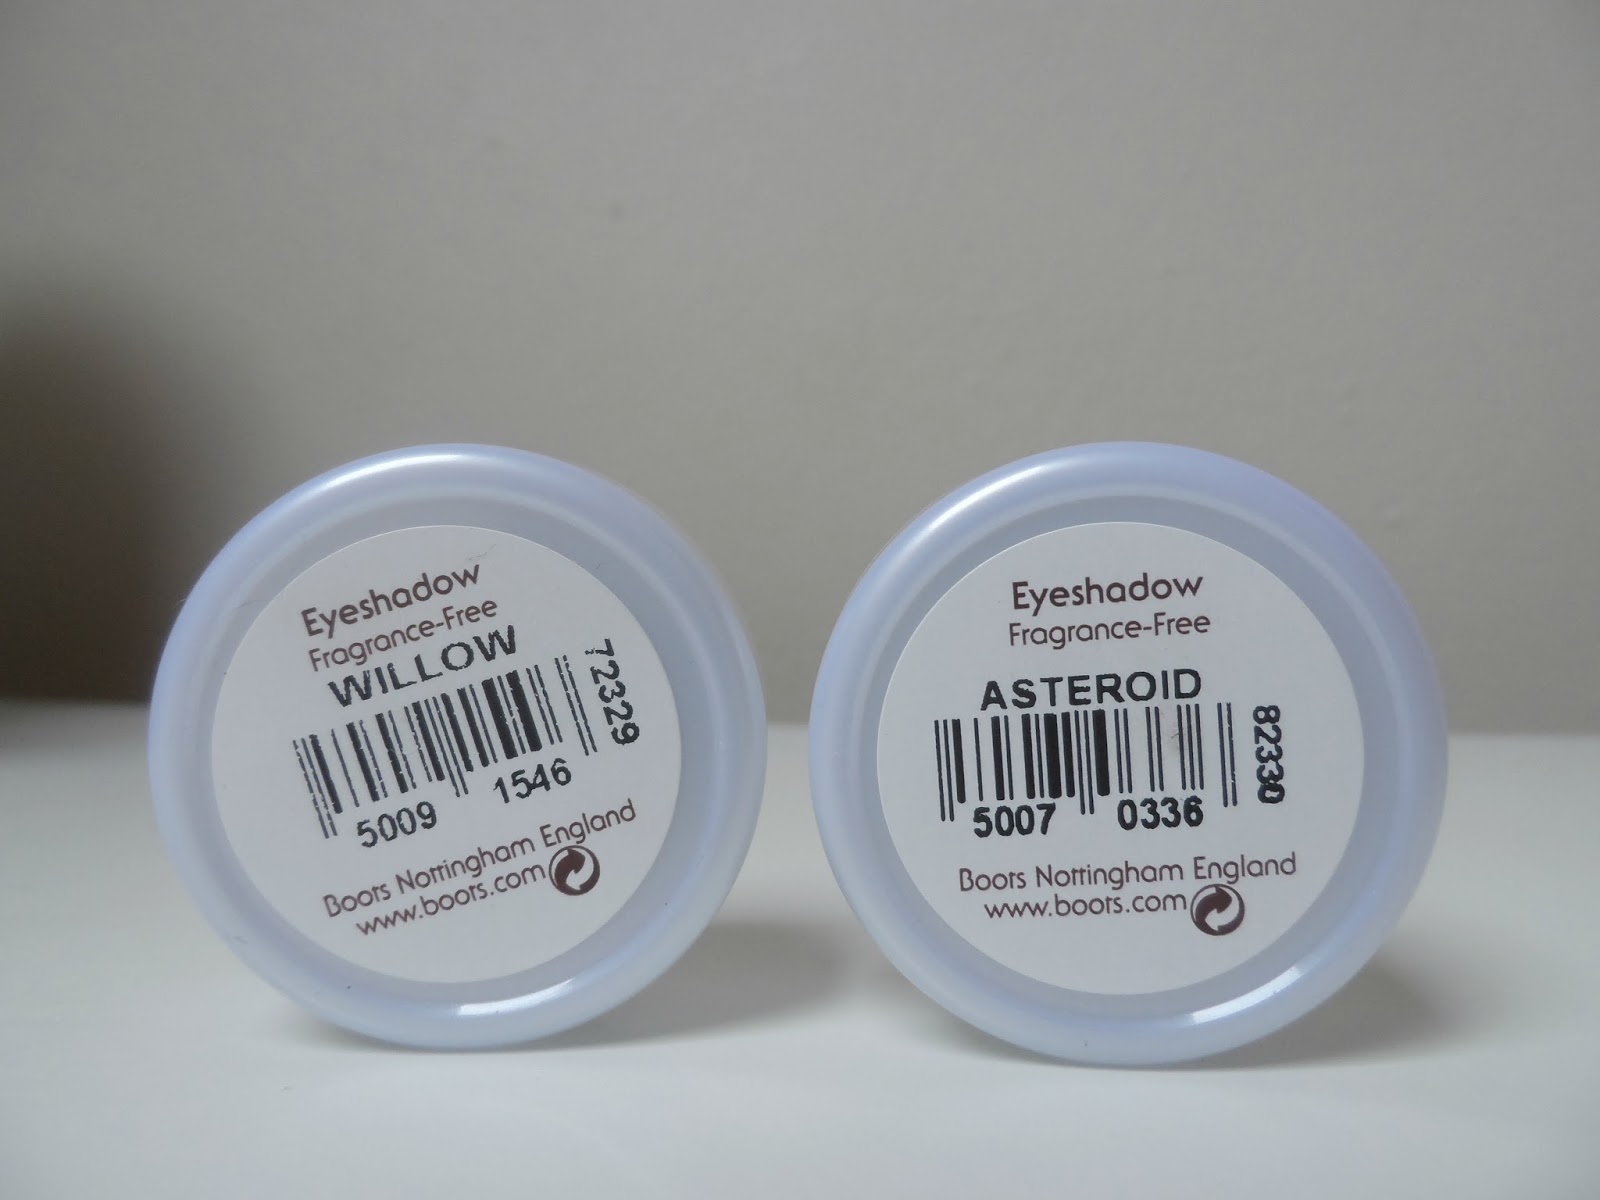 Eyeshadow
Fragrance-Free
WILLOW
72329
5009 1546
Boots Nottingham England
www.boots.com
Eyeshadow
Fragrance-Free
ASTEROID
82330
5007 0336
Boots Nottingham England
www.boots.com